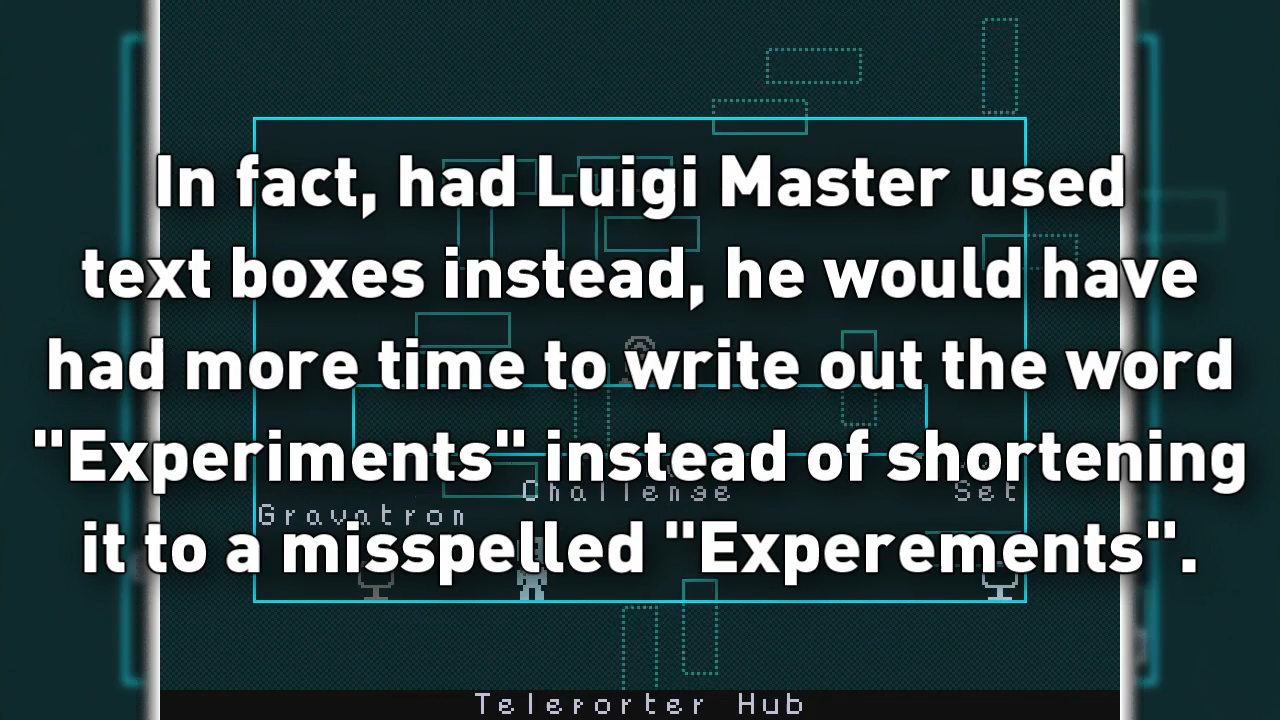 In fact, had Luigi Master used
text boxes instead, he would have
had more time to write out the word
"Experiments" instead of shortening
it to a misspelled "Experements".
Challenge
Set
Gravatron
Teleporter Hub